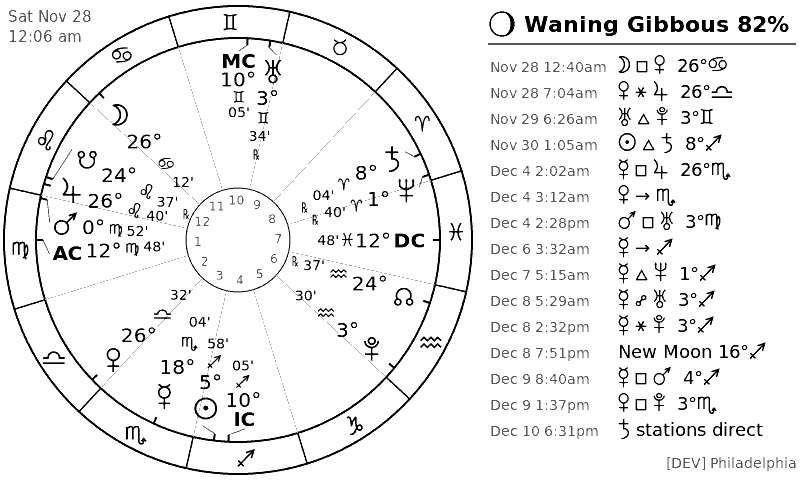 Sat Nov 28
12:06 am
Waning Gibbous 82%
Nov 28 12:40am ☽ □ ♀ 26°♋
Nov 28 7:04am ♀ ⚹ ♃ 26°♎
Nov 29 6:26am ♅ △ ♇ 3°♊
Nov 30 1:05am ☉ △ ♄ 8°♐
Dec 4 2:02am ☿ □ ♃ 26°♏
Dec 4 3:12am ♀ → ♏
Dec 4 2:28pm ♂ □ ♅ 3°♍
Dec 6 3:32am ☿ → ♐
Dec 7 5:15am ☿ △ ♆ 1°♐
Dec 8 5:29am ☿ ☍ ♅ 3°♐
Dec 8 2:32pm ☿ ⚹ ♇ 3°♐
Dec 8 7:51pm New Moon 16°♐
Dec 9 8:40am ☿ □ ♂ 4°♐
Dec 9 1:37pm ♀ □ ♇ 3°♏
Dec 10 6:31pm ♄ stations direct
[DEV] Philadelphia
♊
♉
♈
♓
♒
♑
♐
♏
♎
♍
♌
♋
MC 10° ♊ 05'
♅ 3° ♊ 34' ℞
☽ 26° ♋ 12'
☋ 24° ♌ 37' ℞
♃ 26° ♌ 40'
♂ 0° ♍ 52'
AC 12° ♍ 48'
♄ 8° ♈ 04' ℞
♆ 1° ♈ 40' ℞
48' ♓ 12° DC
℞ 37' ♒ 24° ☊
30' ♒ 3° ♇
32' ♎ 26° ♀
04' ♏ 18° ☿
58' ♐ 5° ☉
05' ♐ 10° IC
1
2
3
4
5
6
7
8
9
10
11
12